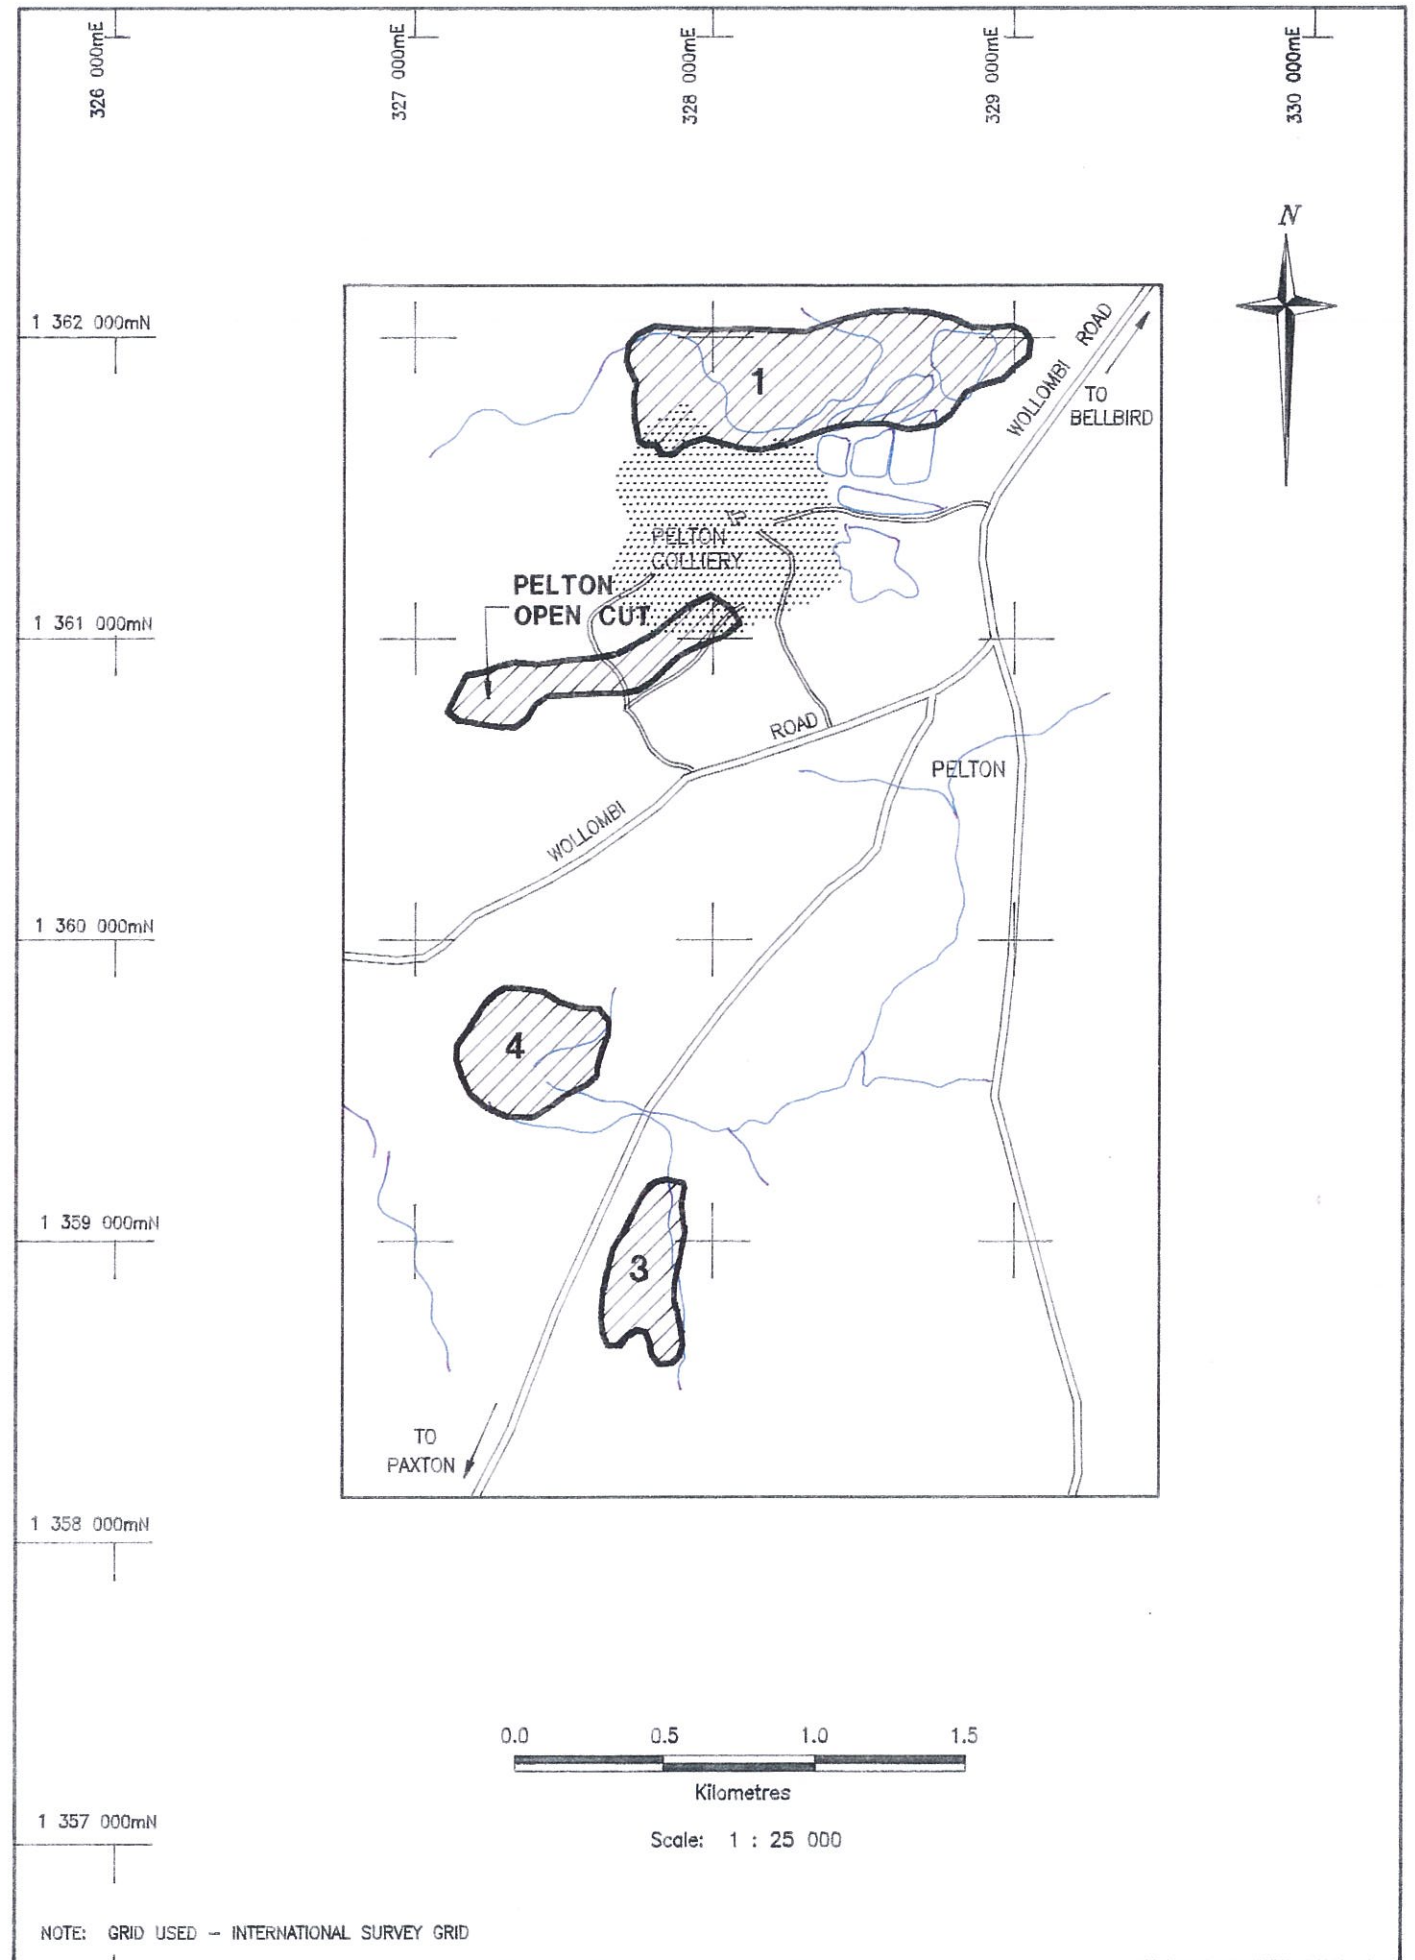 326 000mE
327 000mE
328 000mE
329 000mE
330 000mE
N
1 362 000mN
WOLLOMBI ROAD
1
TO
BELLBIRD
PELTON
COLLIERY
PELTON
OPEN CUT
1 361 000mN
ROAD
PELTON
WOLLOMBI
1 360 000mN
4
1 359 000mN
3
TO
PAXTON
1 358 000mN
0.0 0.5 1.0 1.5
Kilometres
1 357 000mN
Scale: 1 : 25 000
NOTE: GRID USED - INTERNATIONAL SURVEY GRID